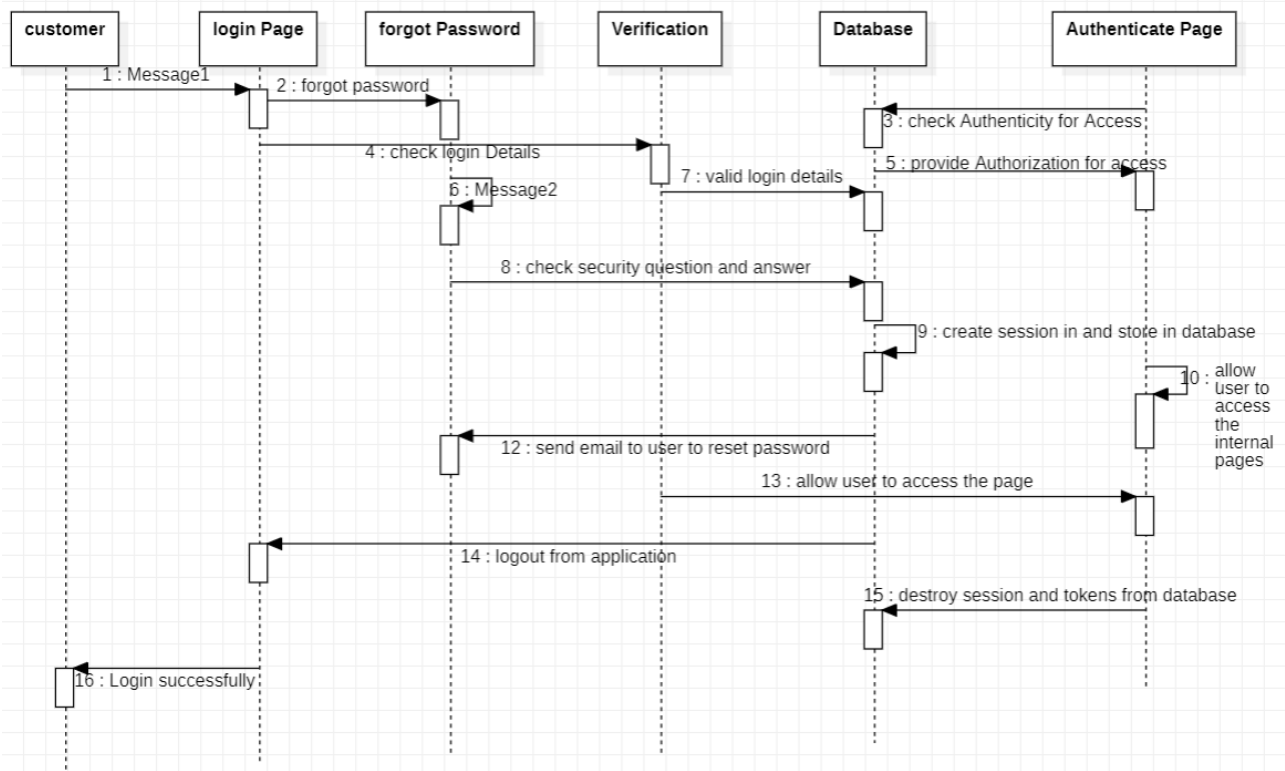 customer
login Page
forgot Password
Verification
Database
Authenticate Page
1 : Message1
2 : forgot password
3 : check Authenticity for Access
4 : check login Details
5 : provide Authorization for access
6 : Message2
7 : valid login details
8 : check security question and answer
9 : create session in and store in database
10 : allow
user to
access
the
internal
pages
12 : send email to user to reset password
13 : allow user to access the page
14 : logout from application
15 : destroy session and tokens from database
16 : Login successfully